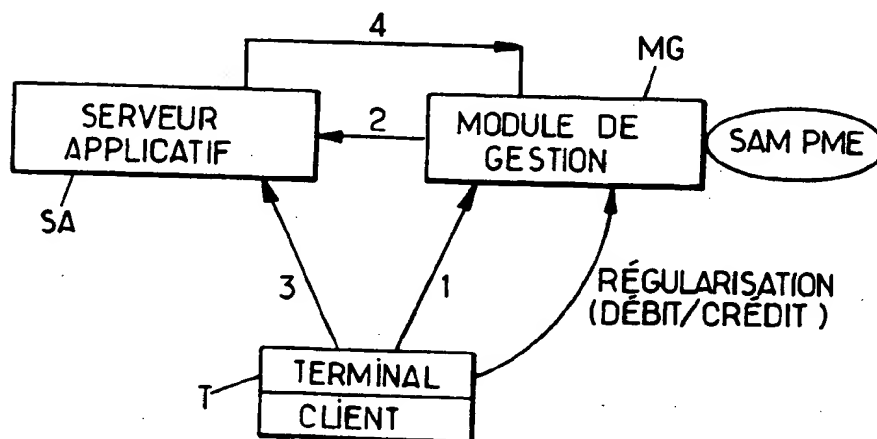 4
MG
SERVEUR
APPLICATIF
2
MODULE DE
GESTION
SAM PME
SA
3
1
RÉGULARISATION
(DÉBIT/CRÉDIT)
T
TERMINAL
CLIENT